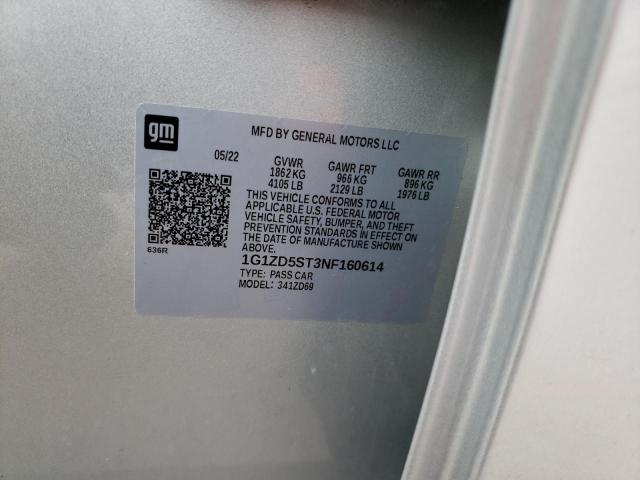 gm
MFD BY GENERAL MOTORS LLC
05/22 GVWR GAWR FRT GAWR RR
1862 KG 966 KG 896 KG
4105 LB 2129 LB 1976 LB
THIS VEHICLE CONFORMS TO ALL
APPLICABLE U.S. FEDERAL MOTOR
VEHICLE SAFETY, BUMPER, AND THEFT
PREVENTION STANDARDS IN EFFECT ON
THE DATE OF MANUFACTURE SHOWN
ABOVE.
636R
1G1ZD5ST3NF160614
TYPE: PASS CAR
MODEL: 341ZD69